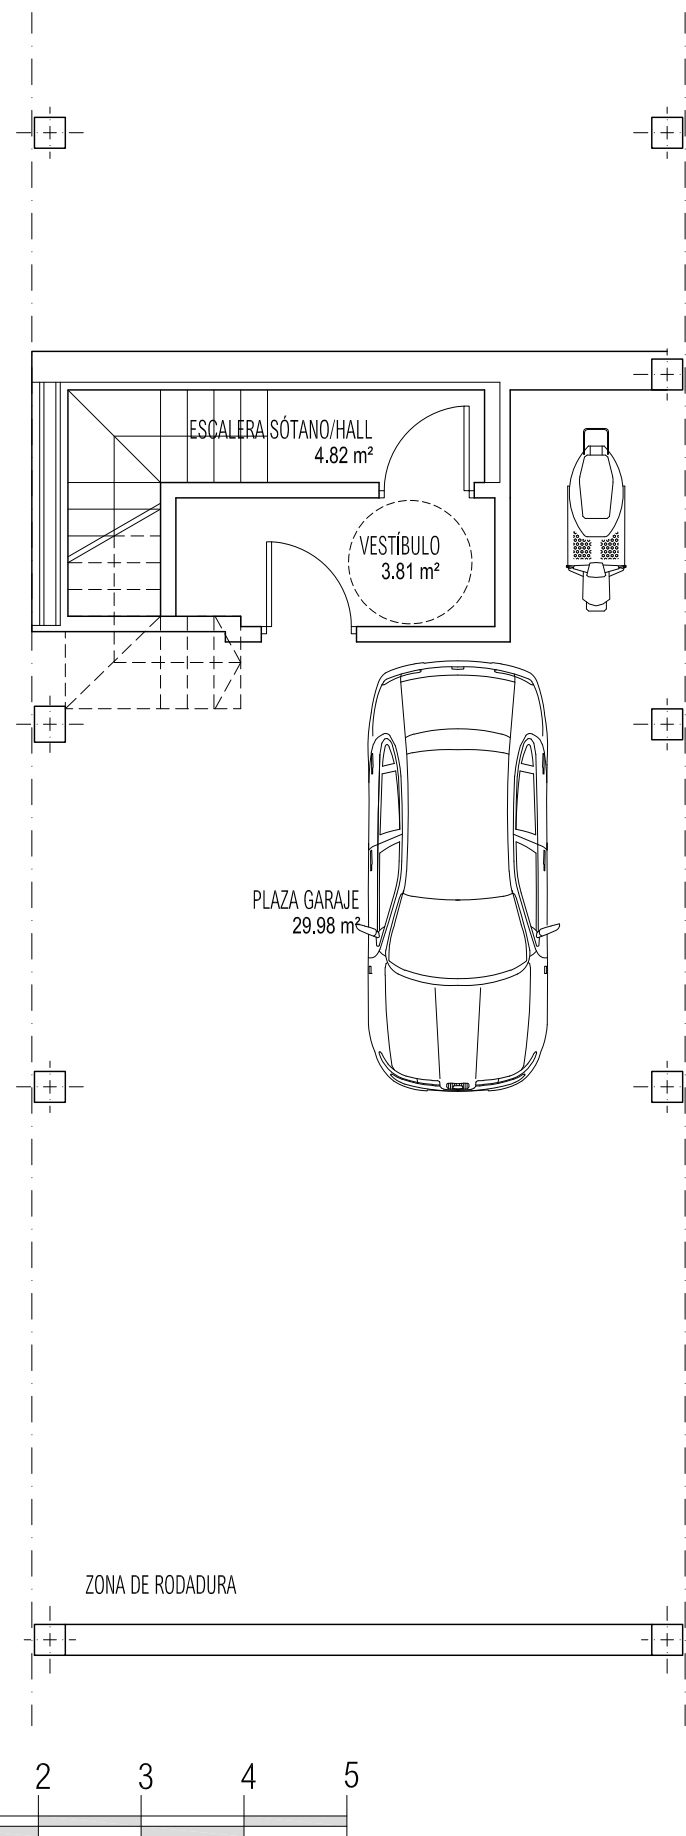 ESCALERA SÓTANO/HALL
4.82 m²
VESTÍBULO
3.81 m²
PLAZA GARAJE
29.98 m²
ZONA DE RODADURA
2 3 4 5